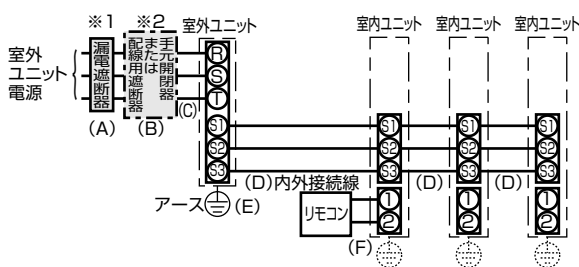 ※1
※2
室外ユニット
室内ユニット
室内ユニット
室内ユニット
室外
ユニット
電源
漏電遮断器
手元開閉器
または
配線用遮断器
(A)
(B)
(C)
R
S
T
S1
S2
S3
S1
S2
S3
S1
S2
S3
S1
S2
S3
(D)内外接続線
(D)
(D)
アース
(E)
リモコン
(F)
1
2
1
2
1
2